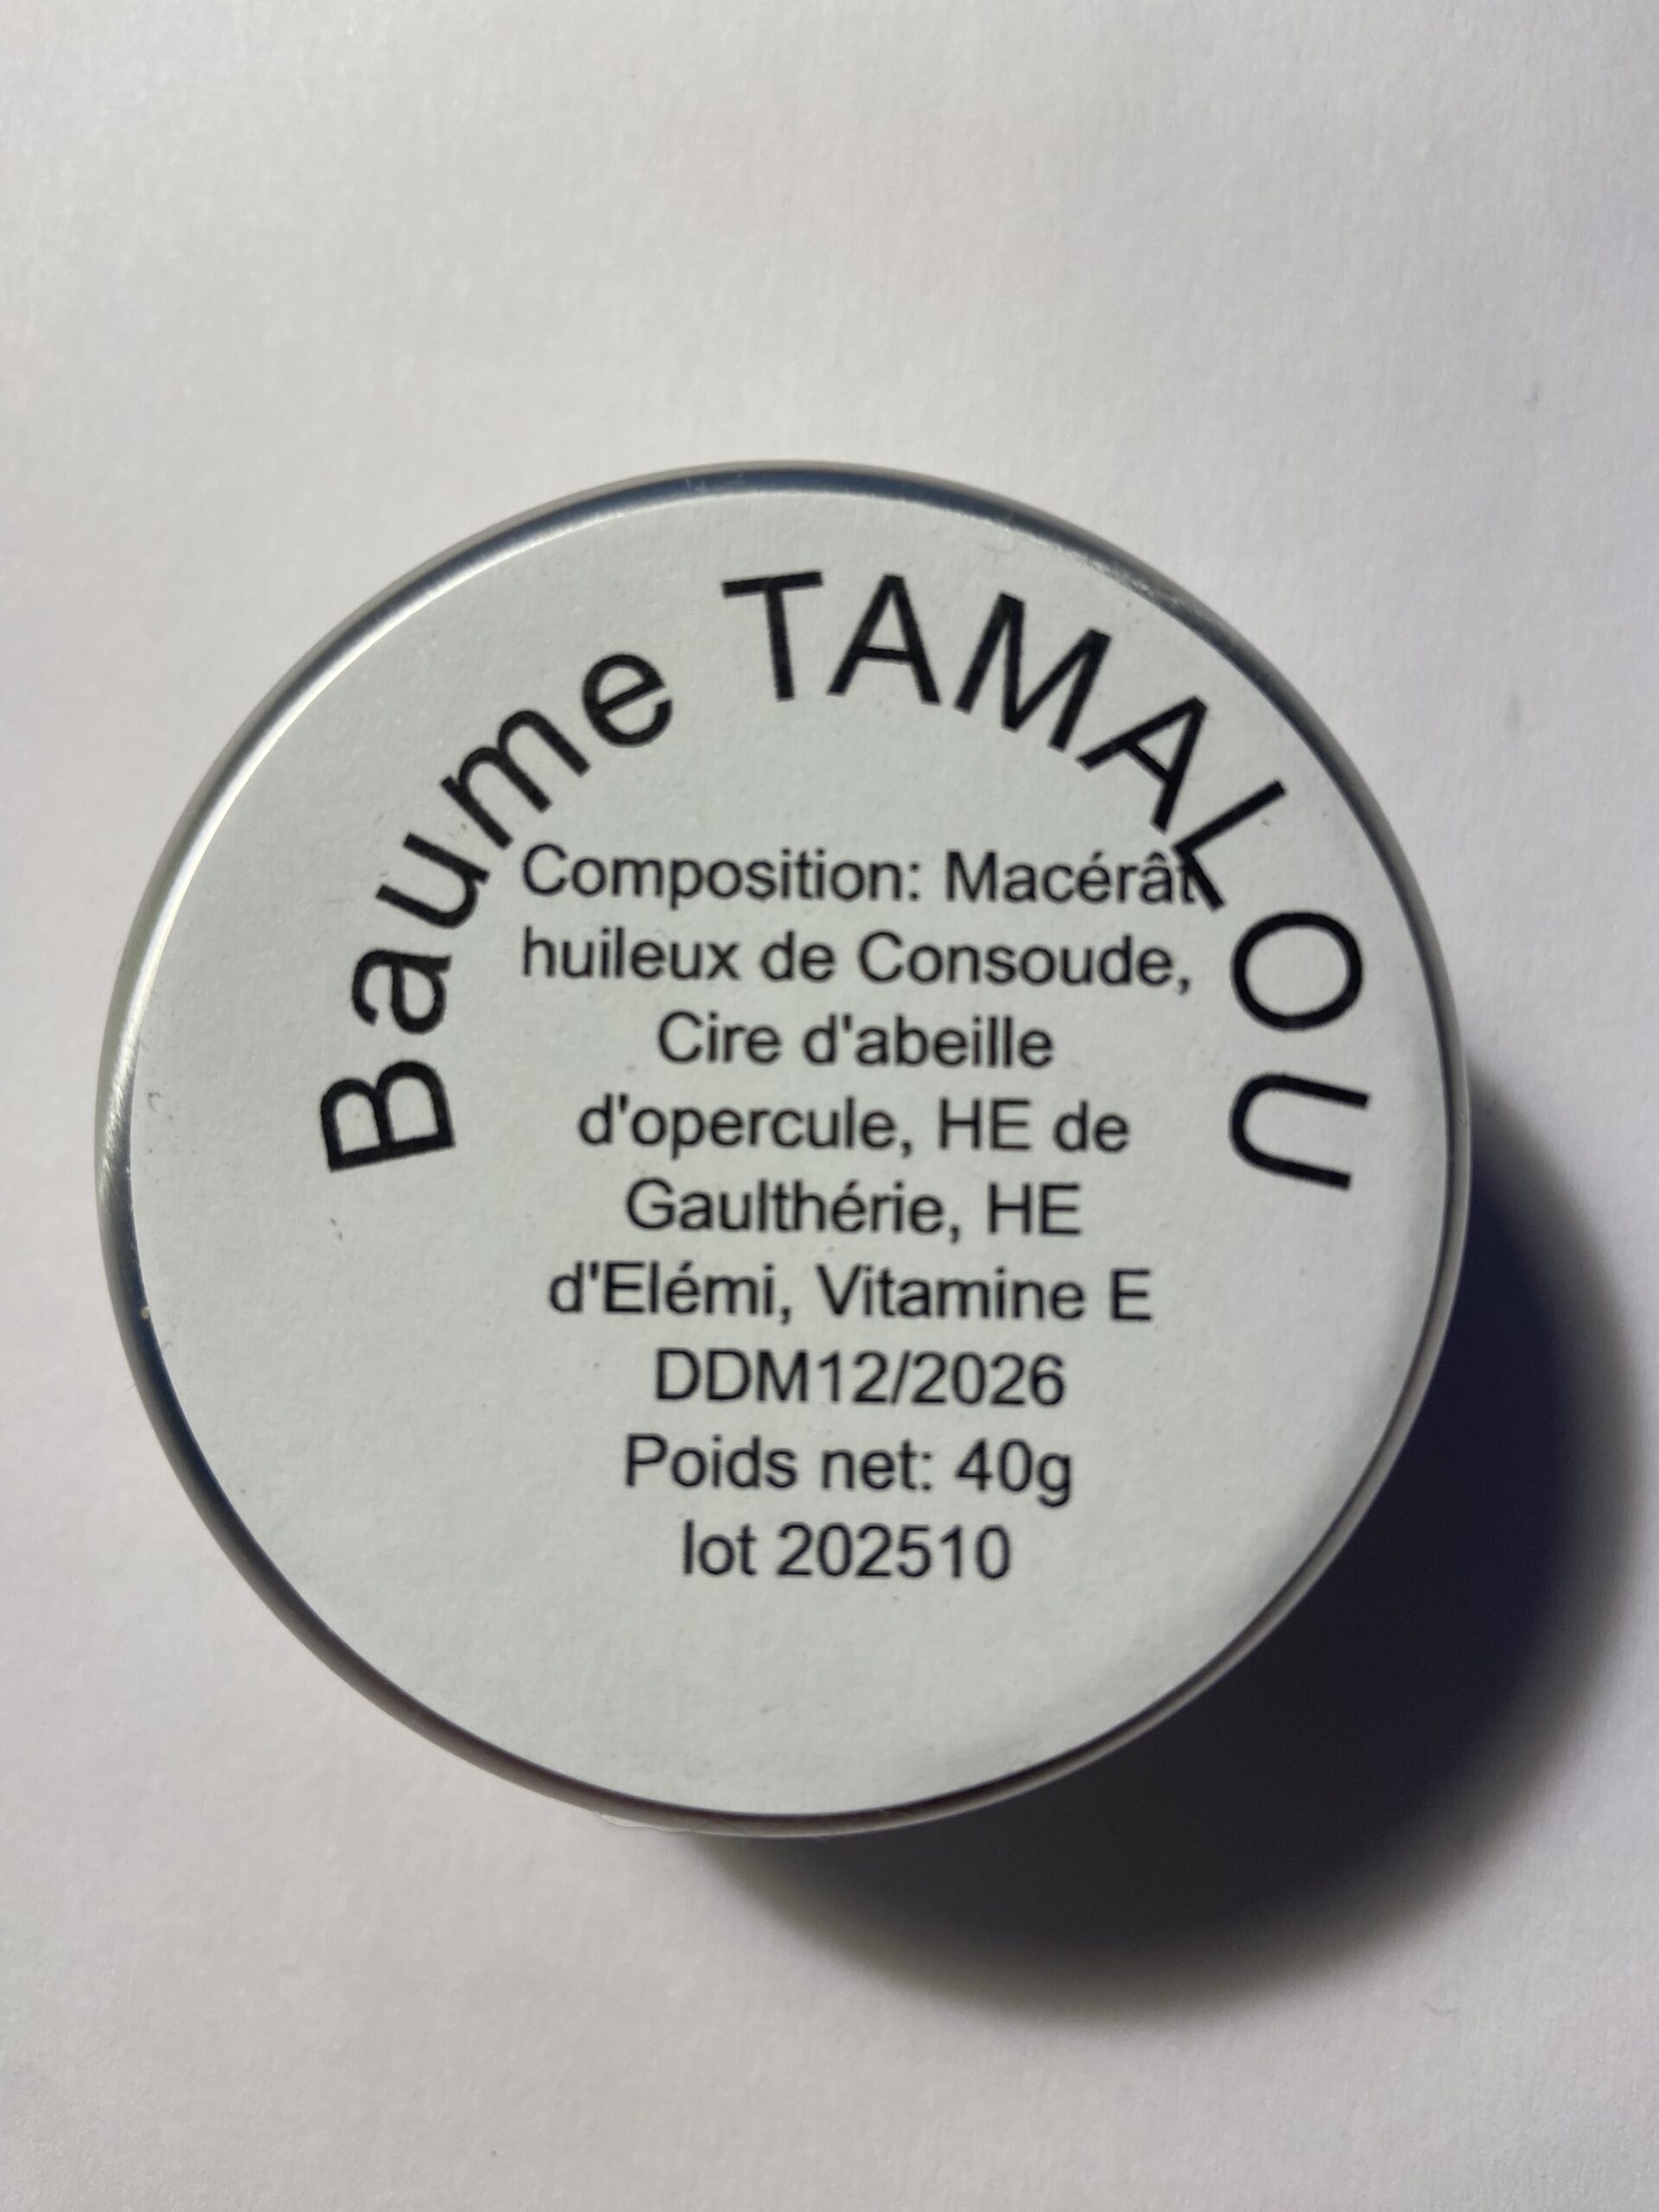 Baume TAMALOU
Composition: Macérât
huileux de Consoude,
Cire d'abeille
d'opercule, HE de
Gaulthérie, HE
d'Elémi, Vitamine E
DDM12/2026
Poids net: 40g
lot 202510